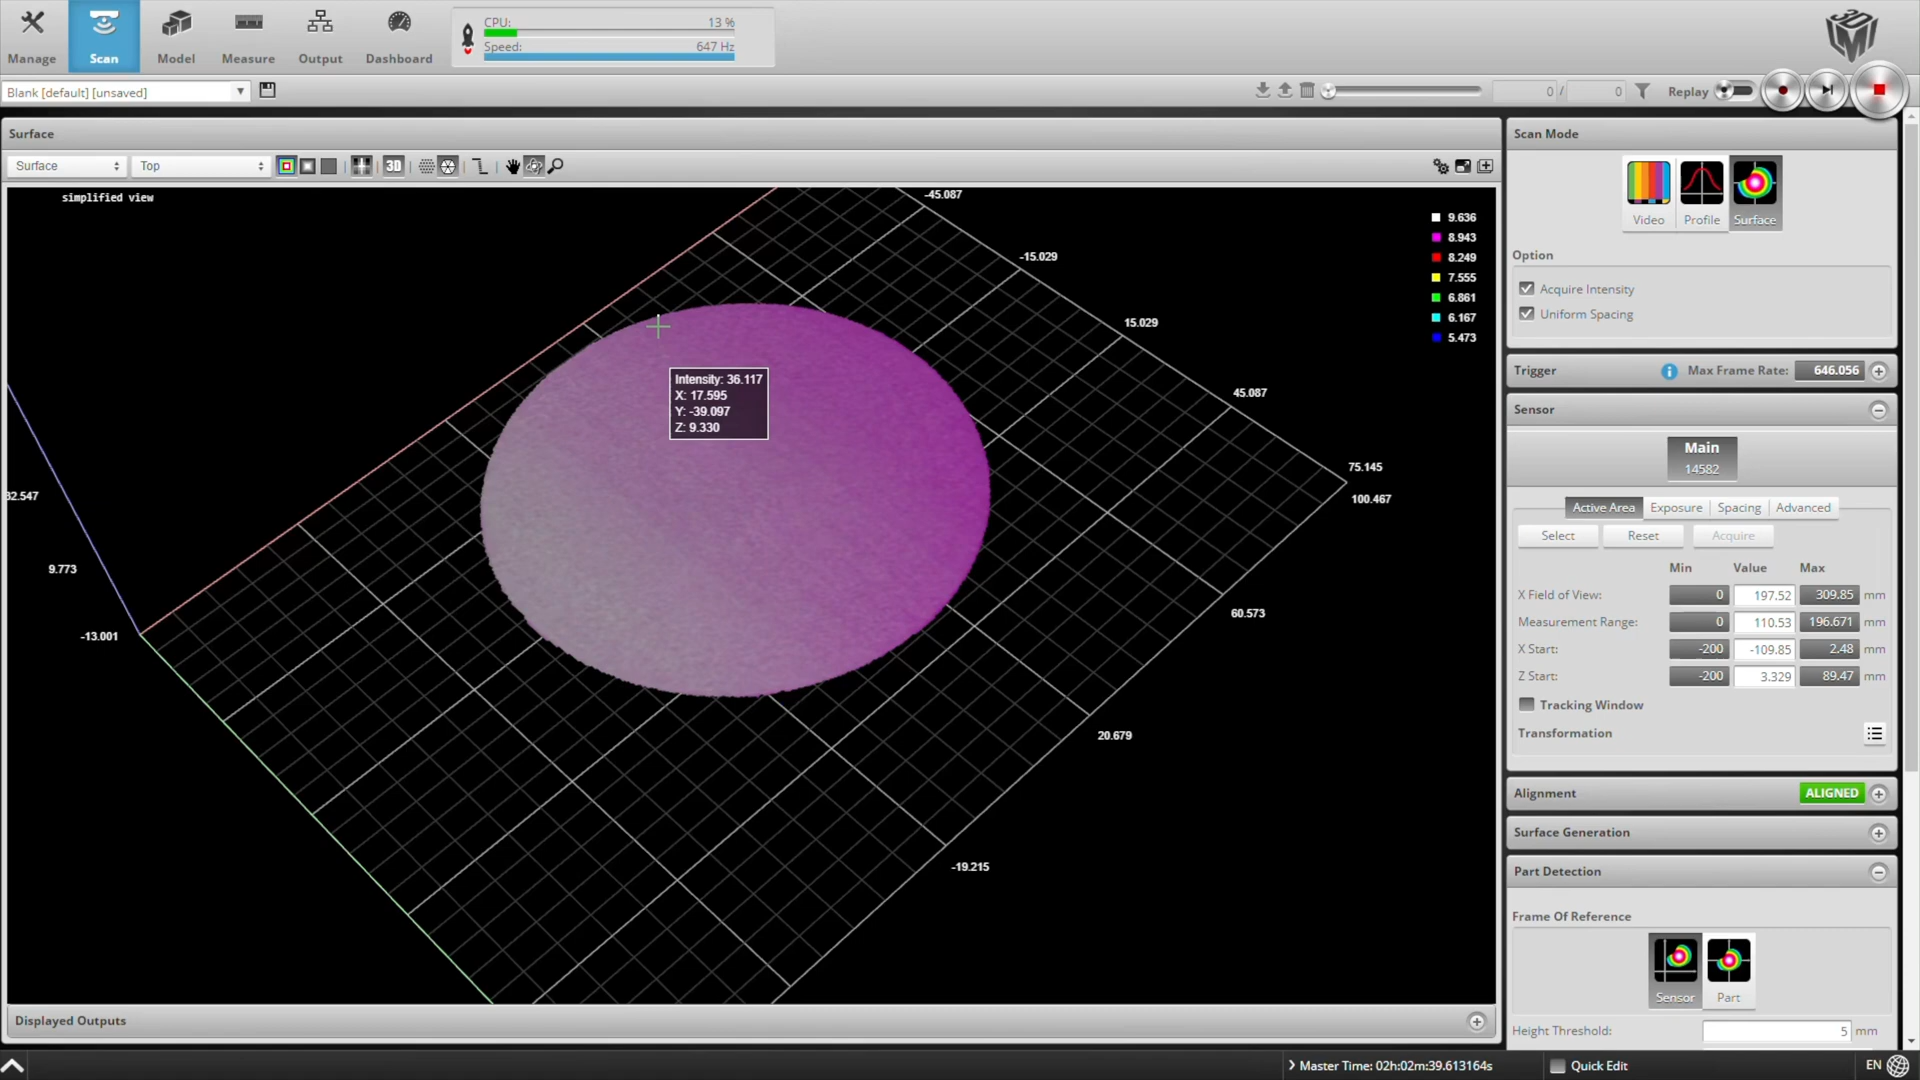 CPU: 13 %
Speed: 647 Hz
Manage Scan Model Measure Output Dashboard
Blank [default] [unsaved]
0 / 0 Replay
Surface
Surface Top 3D
simplified view
-45.087
-15.029
15.029
45.087
75.145
100.467
60.573
20.679
-19.215
32.547
9.773
-13.001
9.636
8.943
8.249
7.555
6.861
6.167
5.473
Intensity: 36.117
X: 17.595
Y: -39.097
Z: 9.330
Displayed Outputs
Scan Mode
Video Profile Surface
Option
Acquire Intensity
Uniform Spacing
Trigger Max Frame Rate: 646.056
Sensor
Main
14582
Active Area Exposure Spacing Advanced
Select Reset Acquire
Min Value Max
X Field of View: 0 197.52 309.85 mm
Measurement Range: 0 110.53 196.671 mm
X Start: -200 -109.85 2.48 mm
Z Start: -200 3.329 89.47 mm
Tracking Window
Transformation
Alignment ALIGNED
Surface Generation
Part Detection
Frame Of Reference
Sensor Part
Height Threshold: 5 mm
Master Time: 02h:02m:39.613164s Quick Edit EN